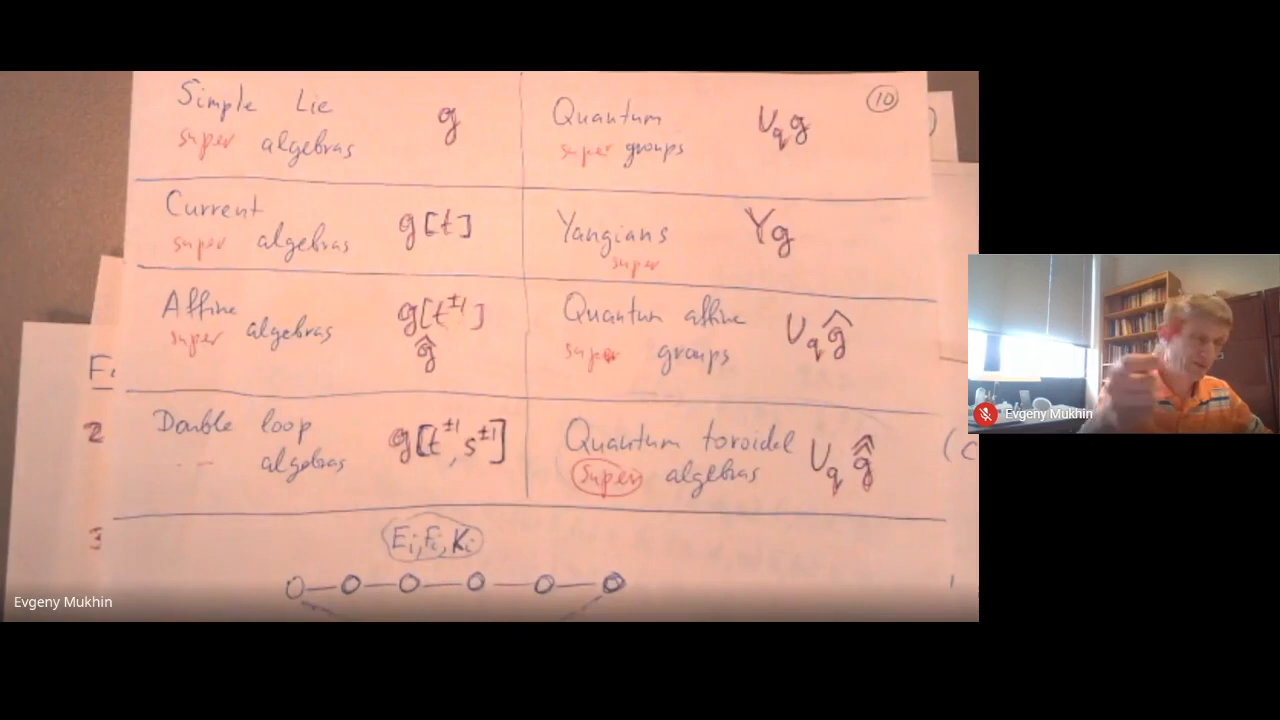 Simple Lie
super algebras
g
Quantum
super groups
U_q g
10
Current
super algebras
g[t]
Yangians
super
Yg
Affine
super algebras
g[t^±1]
ĝ
Quantum affine
super groups
U_q ĝ
Double loop
algebras
g[t^±1, s^±1]
Quantum toroidal
super algebras
U_q g^^
E_i, F_i, K_i
2
3
(C
Evgeny Mukhin
Evgeny Mukhin